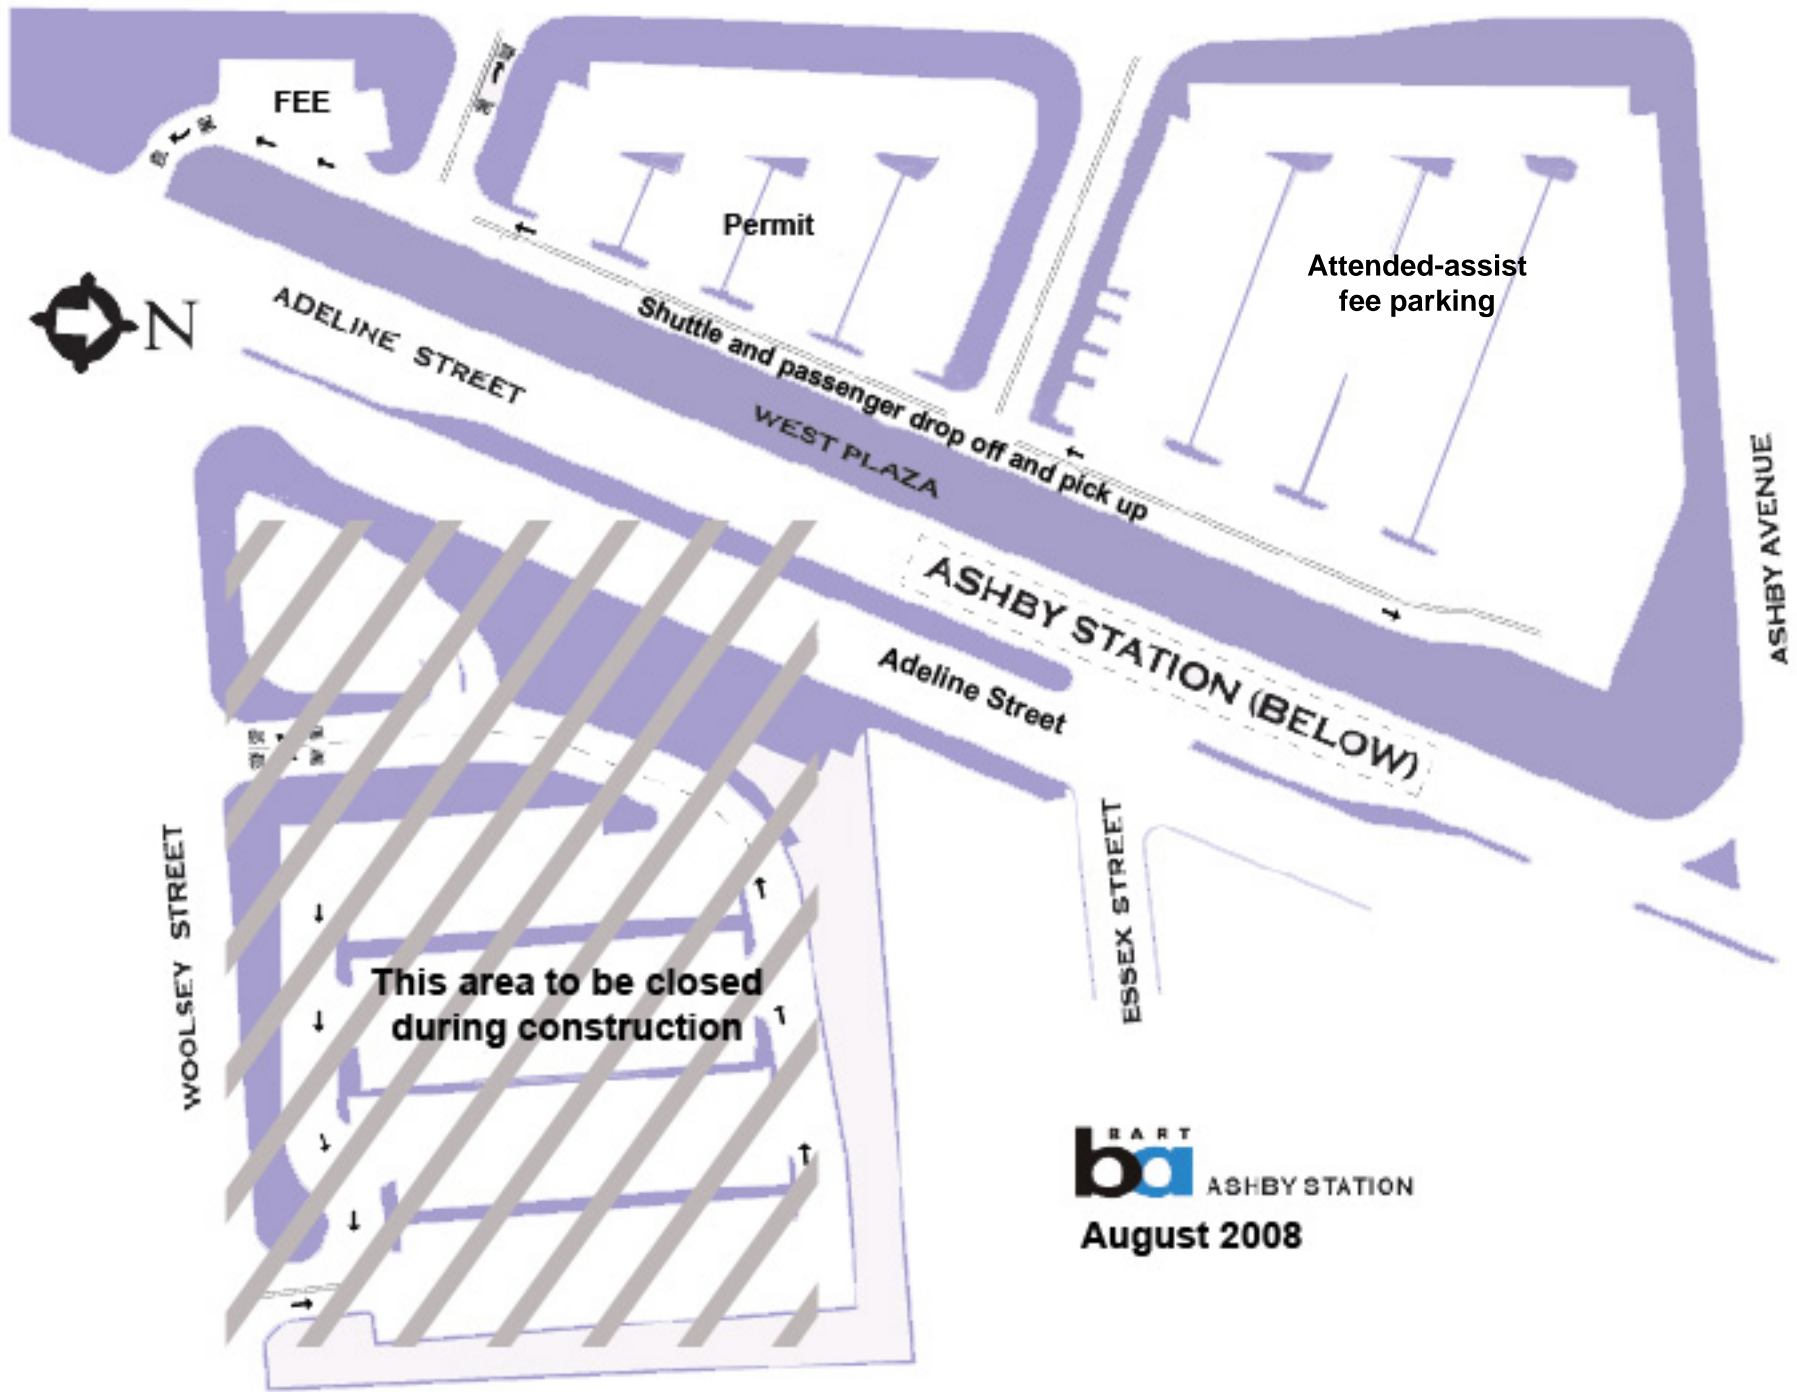 FEE
Permit
Attended-assist
fee parking
N
ADELINE STREET
Shuttle and passenger drop off and pick up
WEST PLAZA
ASHBY AVENUE
ASHBY STATION (BELOW)
Adeline Street
WOOLSEY STREET
ESSEX STREET
This area to be closed
during construction
BART
ba ASHBY STATION
August 2008